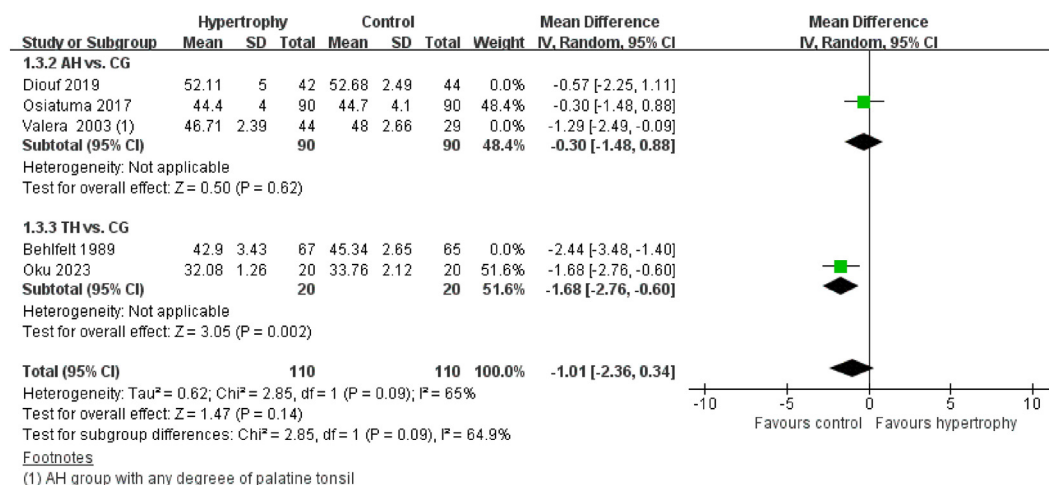 Hypertrophy Control Mean Difference Mean Difference
Study or Subgroup Mean SD Total Mean SD Total Weight IV, Random, 95% CI IV, Random, 95% CI
1.3.2 AH vs. CG
Diouf 2019 52.11 5 42 52.68 2.49 44 0.0% -0.57 [-2.25, 1.11]
Osiatuma 2017 44.4 4 90 44.7 4.1 90 48.4% -0.30 [-1.48, 0.88]
Valera 2003 (1) 46.71 2.39 44 48 2.66 29 0.0% -1.29 [-2.49, -0.09]
Subtotal (95% CI) 90 90 48.4% -0.30 [-1.48, 0.88]
Heterogeneity: Not applicable
Test for overall effect: Z = 0.50 (P = 0.62)
1.3.3 TH vs. CG
Behlfelt 1989 42.9 3.43 67 45.34 2.65 65 0.0% -2.44 [-3.48, -1.40]
Oku 2023 32.08 1.26 20 33.76 2.12 20 51.6% -1.68 [-2.76, -0.60]
Subtotal (95% CI) 20 20 51.6% -1.68 [-2.76, -0.60]
Heterogeneity: Not applicable
Test for overall effect: Z = 3.05 (P = 0.002)
Total (95% CI) 110 110 100.0% -1.01 [-2.36, 0.34]
Heterogeneity: Tau² = 0.62; Chi² = 2.85, df = 1 (P = 0.09); I² = 65%
Test for overall effect: Z = 1.47 (P = 0.14)
Test for subgroup differences: Chi² = 2.85, df = 1 (P = 0.09), I² = 64.9%
-10 -5 0 5 10
Favours control Favours hypertrophy
Footnotes
(1) AH group with any degreee of palatine tonsil